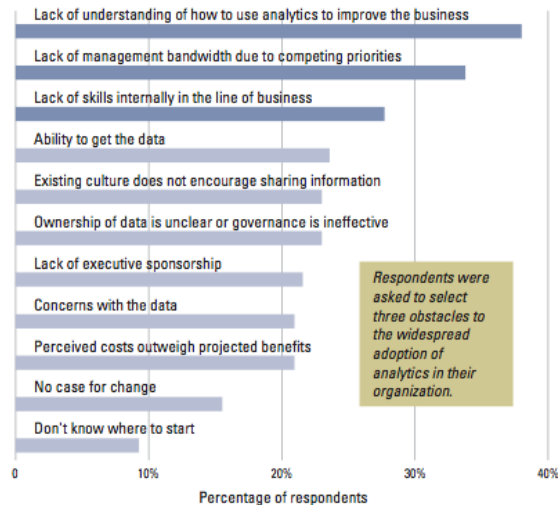 Lack of understanding of how to use analytics to improve the business
Lack of management bandwidth due to competing priorities
Lack of skills internally in the line of business
Ability to get the data
Existing culture does not encourage sharing information
Ownership of data is unclear or governance is ineffective
Lack of executive sponsorship
Concerns with the data
Perceived costs outweigh projected benefits
No case for change
Don't know where to start
Respondents were
asked to select
three obstacles to
the widespread
adoption of
analytics in their
organization.
0 10% 20% 30% 40%
Percentage of respondents